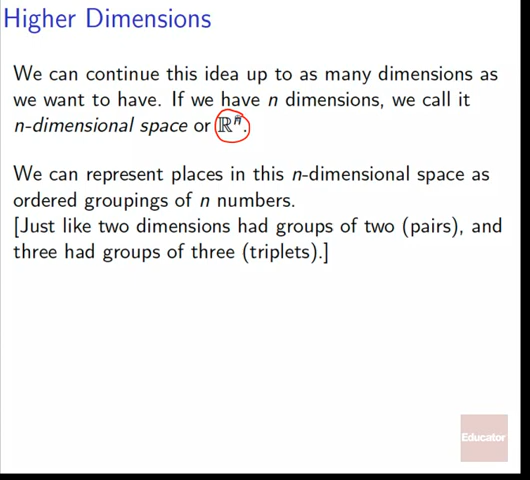 Higher Dimensions
We can continue this idea up to as many dimensions as
we want to have. If we have n dimensions, we call it
n-dimensional space or ℝⁿ.
We can represent places in this n-dimensional space as
ordered groupings of n numbers.
[Just like two dimensions had groups of two (pairs), and
three had groups of three (triplets).]
Educator